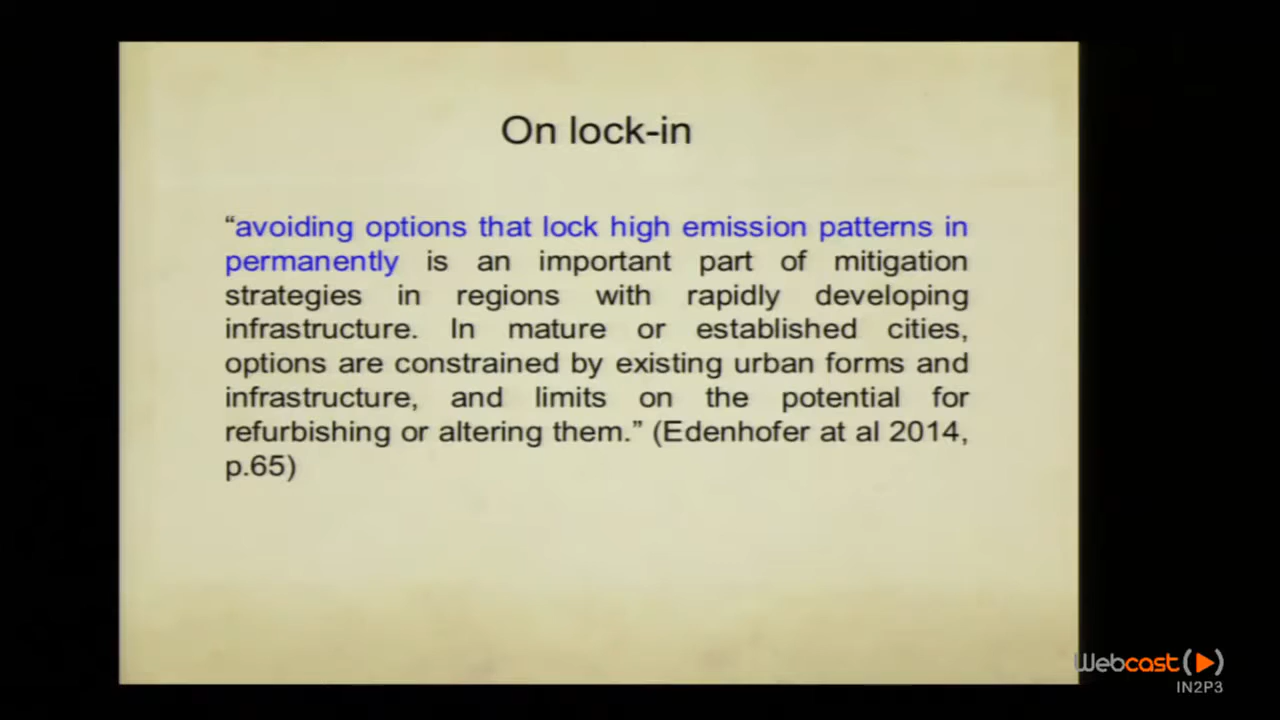 On lock-in
“avoiding options that lock high emission patterns in
permanently is an important part of mitigation
strategies in regions with rapidly developing
infrastructure. In mature or established cities,
options are constrained by existing urban forms and
infrastructure, and limits on the potential for
refurbishing or altering them.” (Edenhofer at al 2014,
p.65)
Webcast
IN2P3